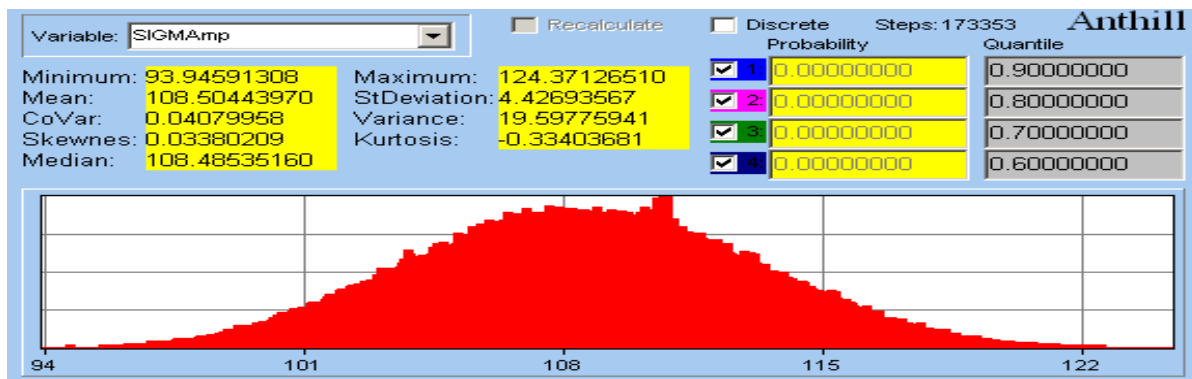 Variable: SIGMAmp Recalculate Discrete Steps:173353 Anthill
Probability Quantile
Minimum: 93.94591308 Maximum: 124.37126510 1: 0.00000000 0.90000000
Mean: 108.50443970 StDeviation: 4.42693567 2: 0.00000000 0.80000000
CoVar: 0.04079958 Variance: 19.59775941 3: 0.00000000 0.70000000
Skewnes: 0.03380209 Kurtosis: -0.33403681 4: 0.00000000 0.60000000
Median: 108.48535160
94 101 108 115 122